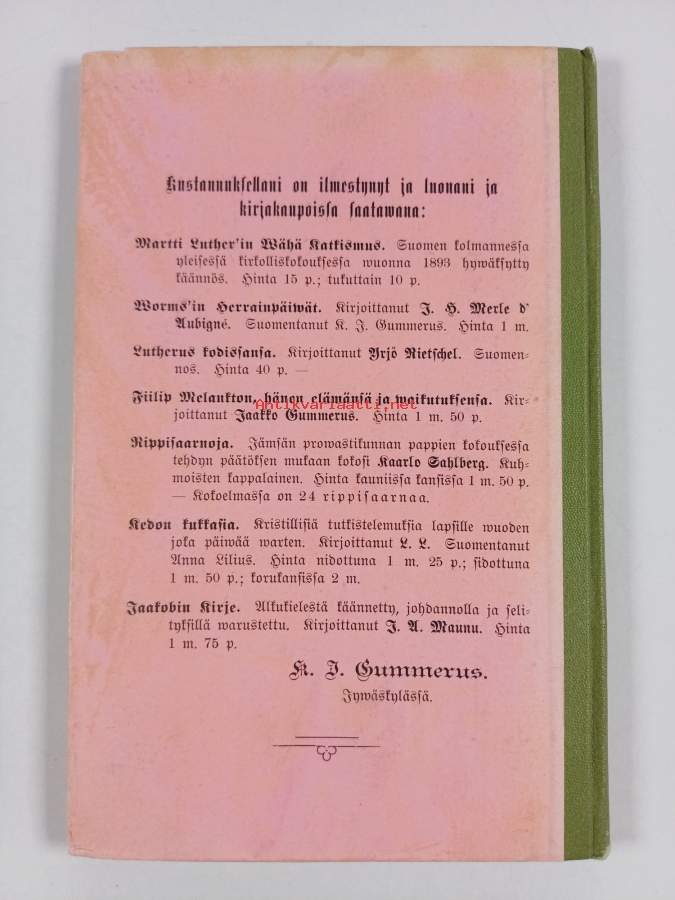 Kustannuksellani on ilmestynyt ja luonani ja
kirjakaupoissa saatawana:
Martti Luther'in Wähä Katkismus. Suomen kolmannessa
yleisessä kirkolliskokouksessa wuonna 1893 hywäksytty
käännös. Hinta 15 p.; tukuttain 10 p.
Worms'in Herrainpäiwät. Kirjoittanut J. H. Merle d'
Aubigné. Suomentanut K. J. Gummerus. Hinta 1 m.
Lutherus kodissansa. Kirjoittanut Yrjö Rietschel. Suomen-
nos. Hinta 40 p. —
Fiilip Melankton, hänen elämänsä ja waikutuksensa. Kir-
Antikvariaatti.net
joittanut Jaakko Gummerus. Hinta 1 m. 50 p.
Rippisaarnoja. Jämsän prowastikunnan pappien kokouksessa
tehdyn päätöksen mukaan kokosi Kaarlo Sahlberg. Kuh-
moisten kappalainen. Hinta kauniissa kansissa 1 m. 50 p.
— Kokoelmassa on 24 rippisaarnaa.
Kedon kukkasia. Kristillisiä tutkistelemuksia lapsille wuoden
joka päiwää warten. Kirjoittanut L. L. Suomentanut
Anna Lilius. Hinta nidottuna 1 m. 25 p.; sidottuna
1 m. 50 p.; korukansissa 2 m.
Jaakobin Kirje. Alkukielestä käännetty, johdannolla ja seli-
tyksillä warustettu. Kirjoittanut J. A. Maunu. Hinta
1 m. 75 p.
K. J. Gummerus.
Jywäskylässä.